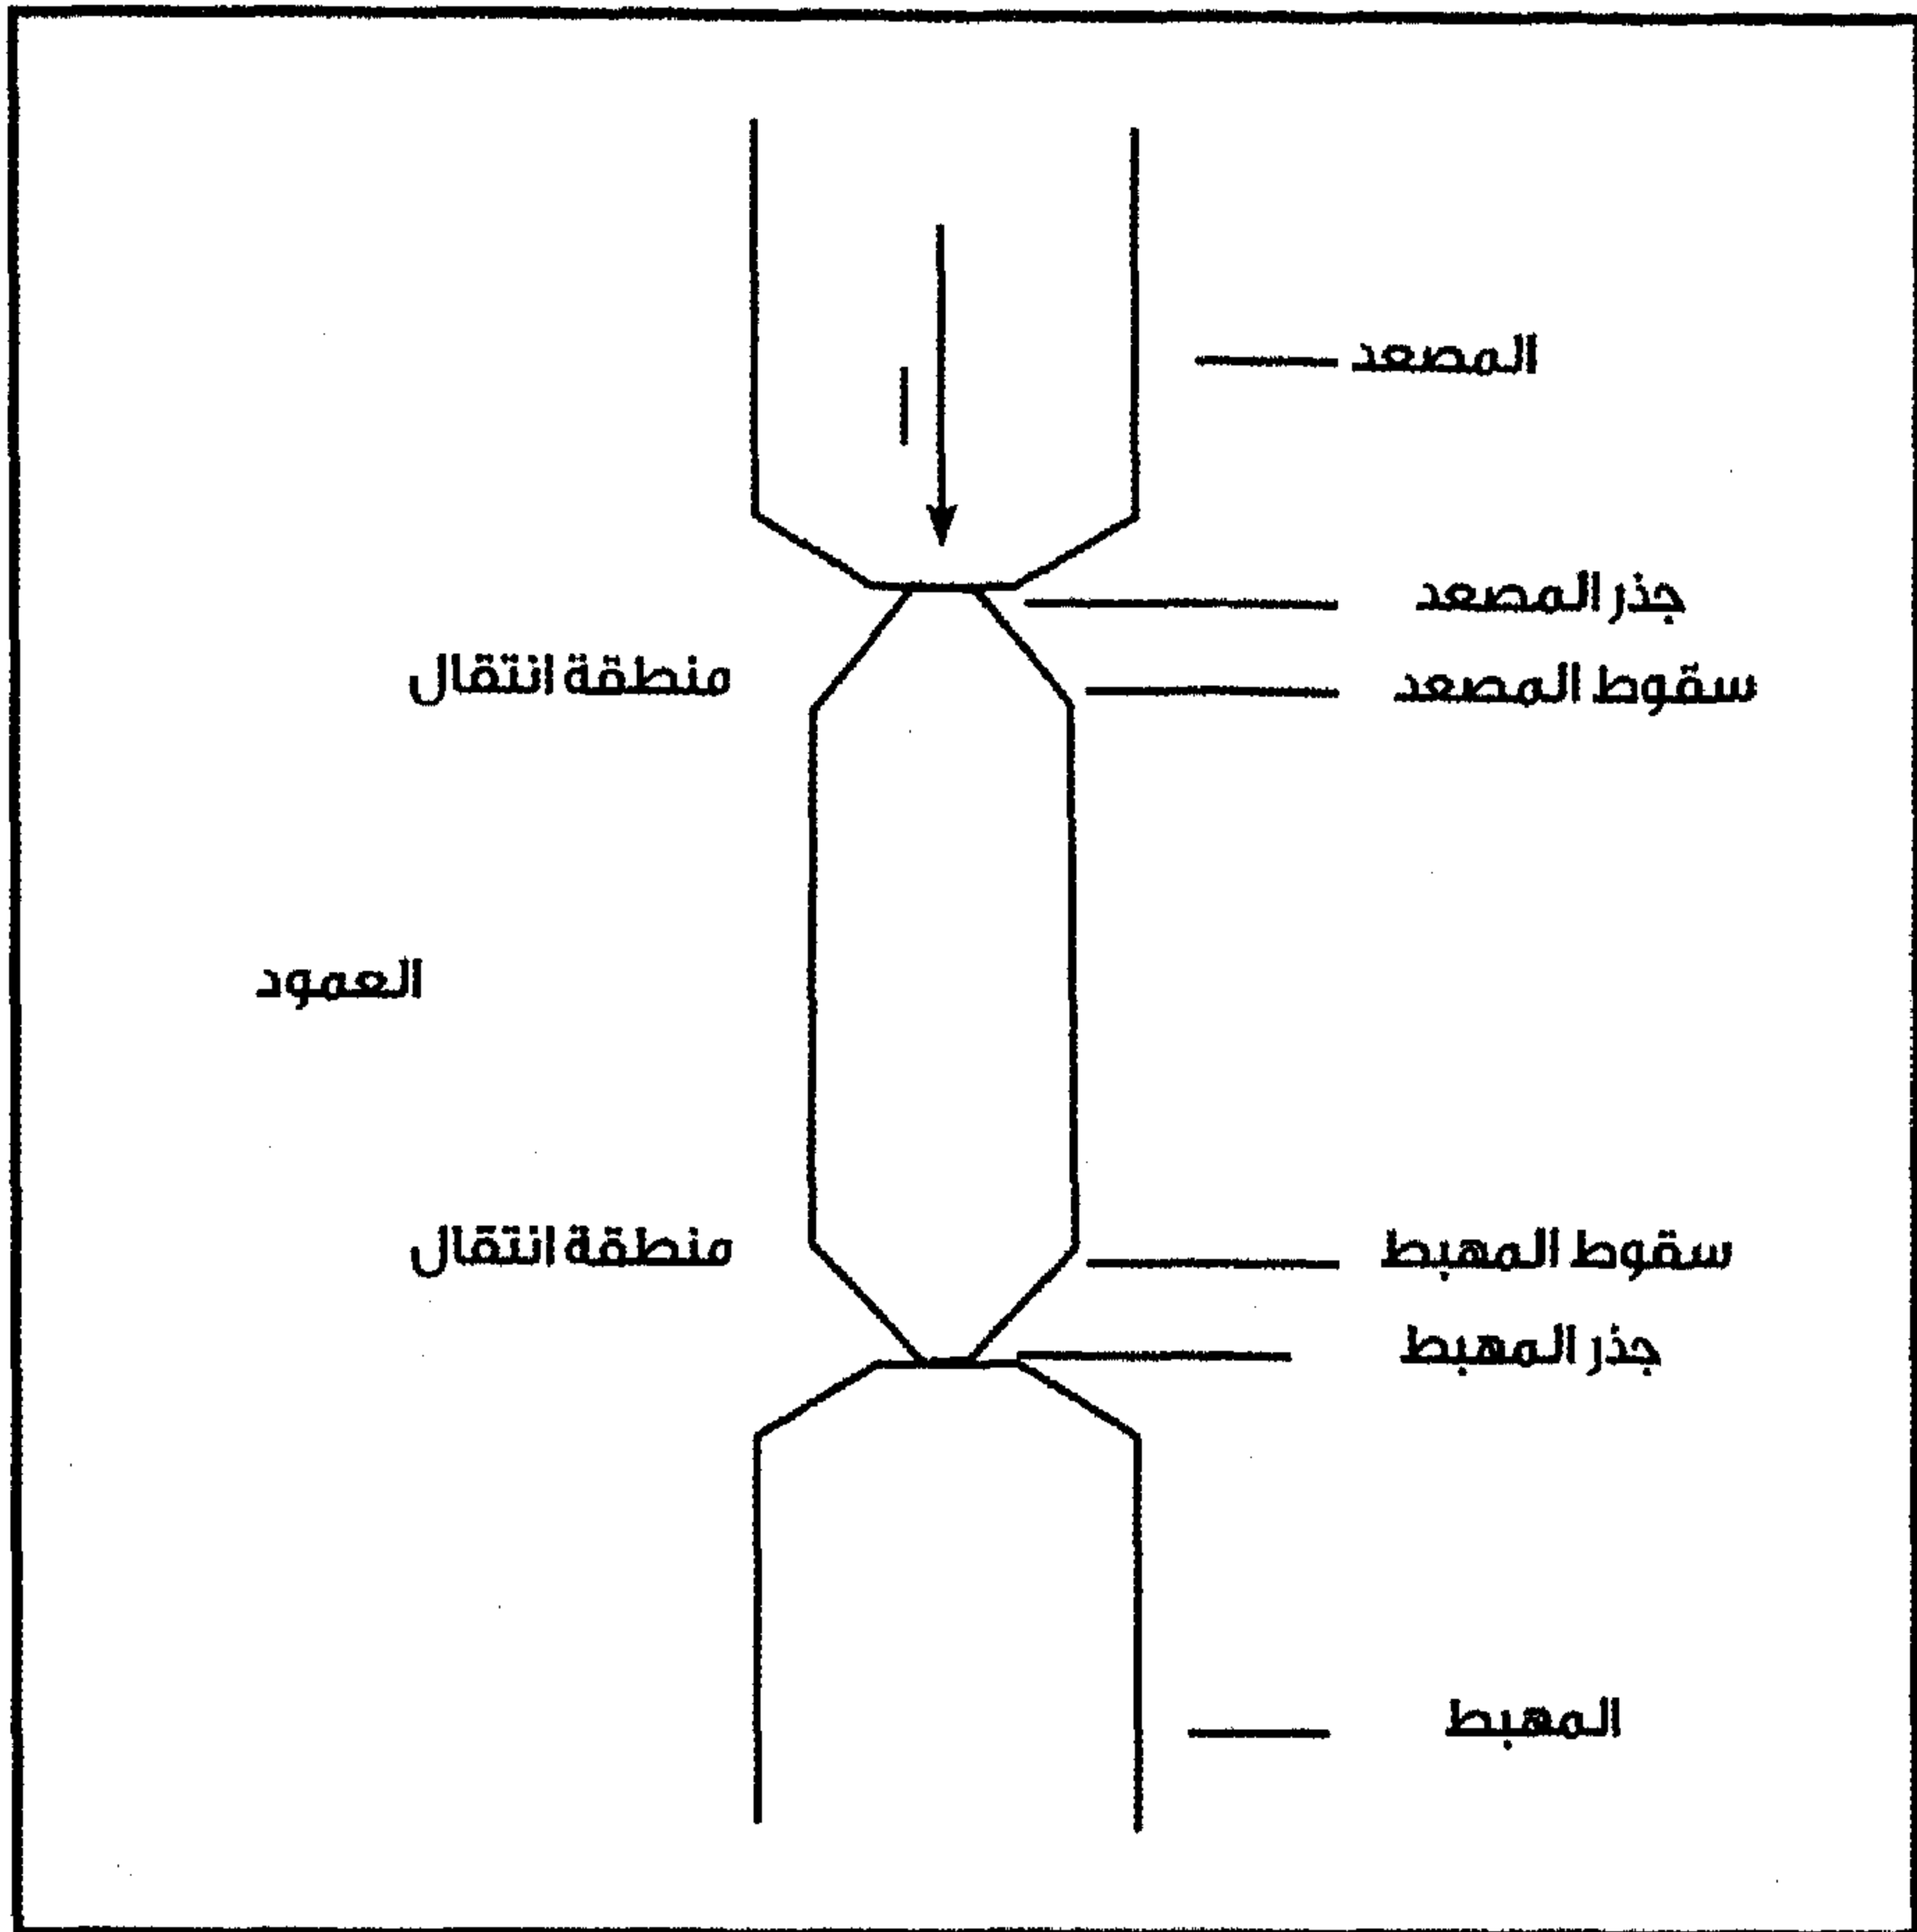 المصعد
I
جذر المصعد
سقوط المصعد
منطقة انتقال
العمود
سقوط المهبط
منطقة انتقال
جذر المهبط
المهبط